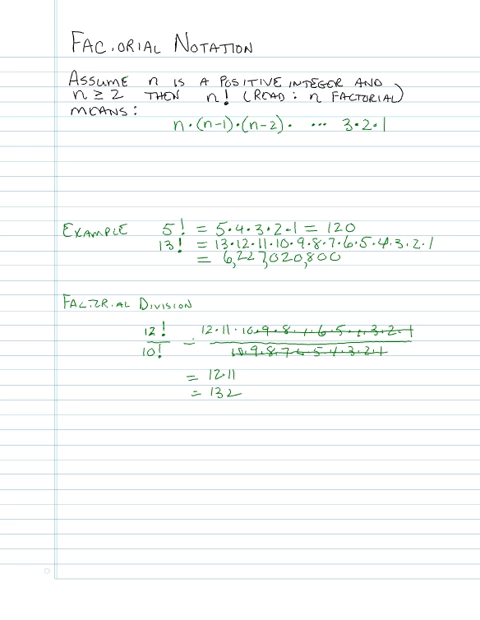 FACTORIAL NOTATION
ASSUME n IS A POSITIVE INTEGER AND
n ≥ 2 THEN n! (READ: n FACTORIAL)
MEANS:
n·(n-1)·(n-2)· ··· 3·2·1
EXAMPLE 5! = 5·4·3·2·1 = 120
13! = 13·12·11·10·9·8·7·6·5·4·3·2·1
= 6,227,020,800
FACTORIAL DIVISION
12!/10! = 12·11·10·9·8·7·6·5·4·3·2·1/10·9·8·7·6·5·4·3·2·1
= 12·11
= 132